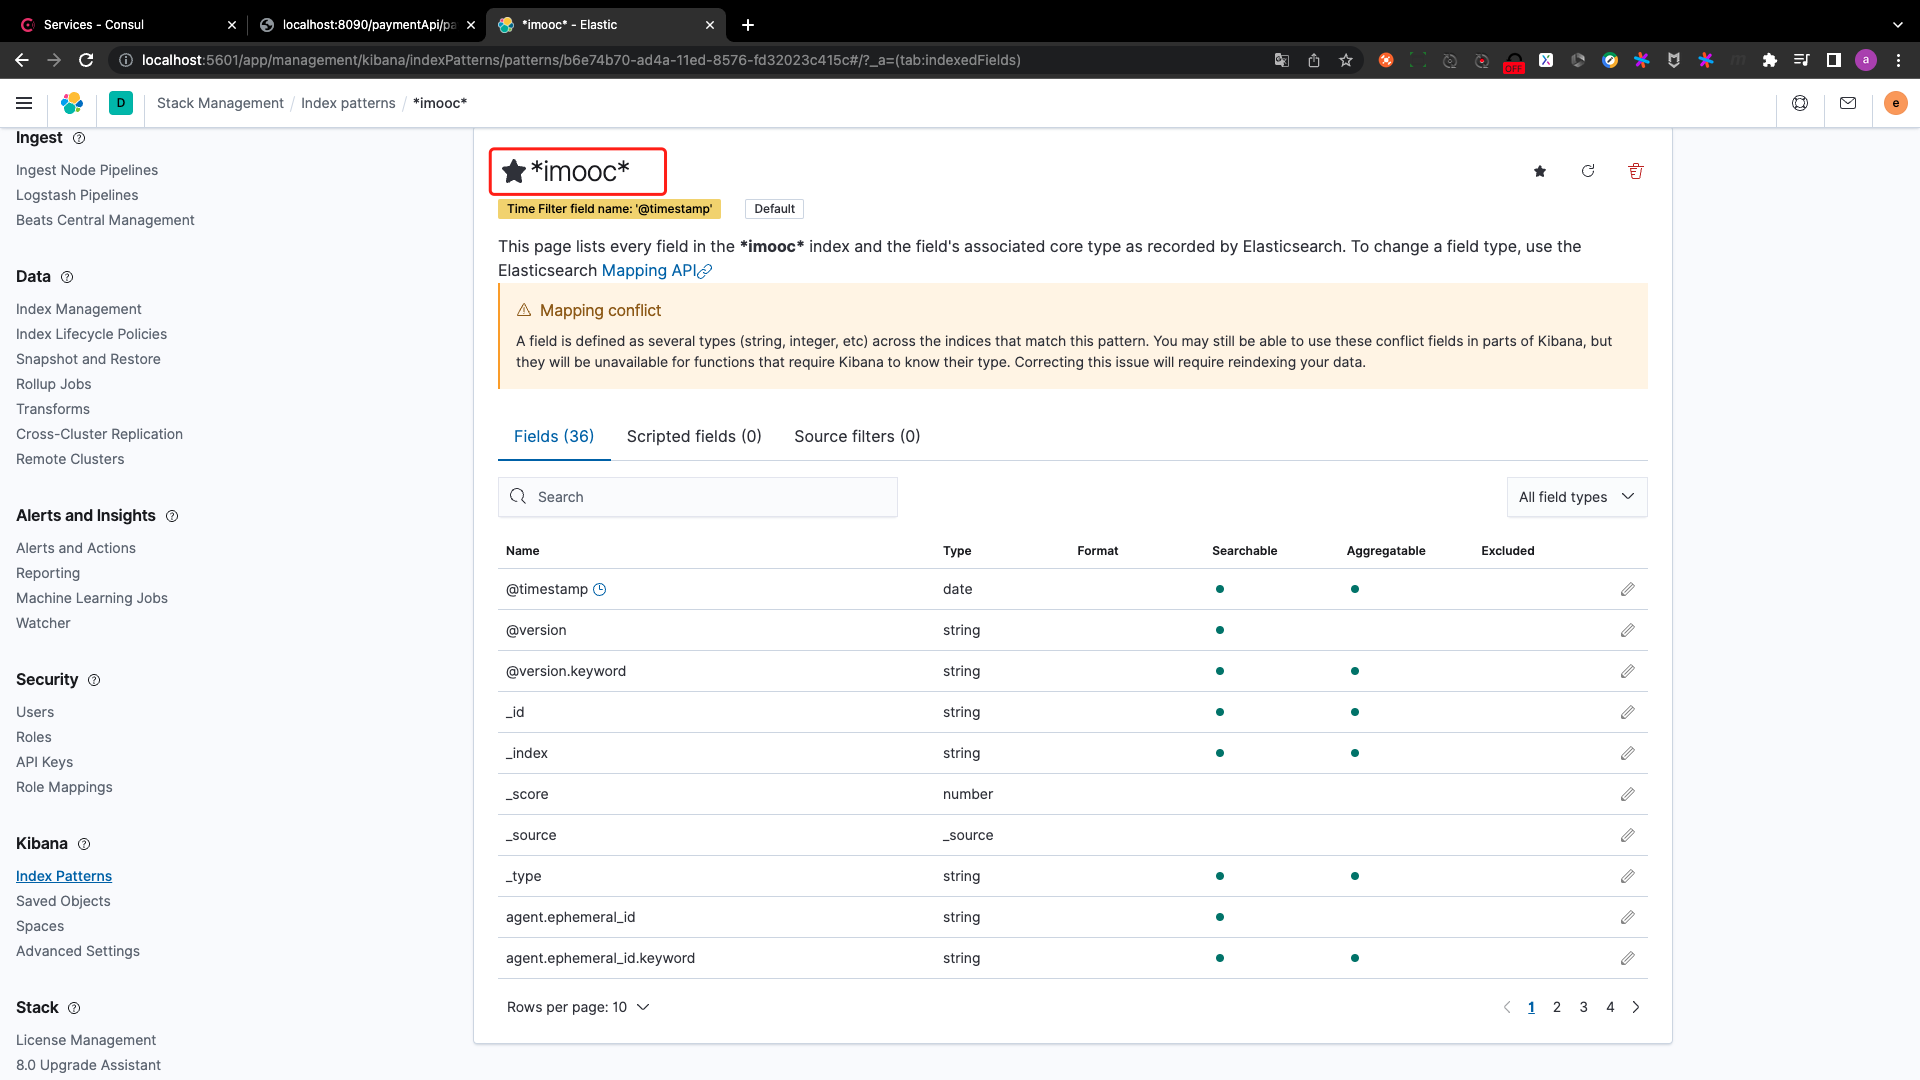 Services - Consul
localhost:8090/paymentApi/pa
*imooc* - Elastic
localhost:5601/app/management/kibana/indexPatterns/patterns/b6e74b70-ad4a-11ed-8576-fd32023c415c#/?_a=(tab:indexedFields)
OFF
a
D
Stack Management / Index patterns / *imooc*
e
Ingest
Ingest Node Pipelines
Logstash Pipelines
Beats Central Management
Data
Index Management
Index Lifecycle Policies
Snapshot and Restore
Rollup Jobs
Transforms
Cross-Cluster Replication
Remote Clusters
Alerts and Insights
Alerts and Actions
Reporting
Machine Learning Jobs
Watcher
Security
Users
Roles
API Keys
Role Mappings
Kibana
Index Patterns
Saved Objects
Spaces
Advanced Settings
Stack
License Management
8.0 Upgrade Assistant
*imooc*
Time Filter field name: '@timestamp' Default
This page lists every field in the *imooc* index and the field's associated core type as recorded by Elasticsearch. To change a field type, use the
Elasticsearch Mapping API
Mapping conflict
A field is defined as several types (string, integer, etc) across the indices that match this pattern. You may still be able to use these conflict fields in parts of Kibana, but
they will be unavailable for functions that require Kibana to know their type. Correcting this issue will require reindexing your data.
Fields (36) Scripted fields (0) Source filters (0)
Search All field types
Name Type Format Searchable Aggregatable Excluded
@timestamp date
@version string
@version.keyword string
_id string
_index string
_score number
_source _source
_type string
agent.ephemeral_id string
agent.ephemeral_id.keyword string
Rows per page: 10 1 2 3 4